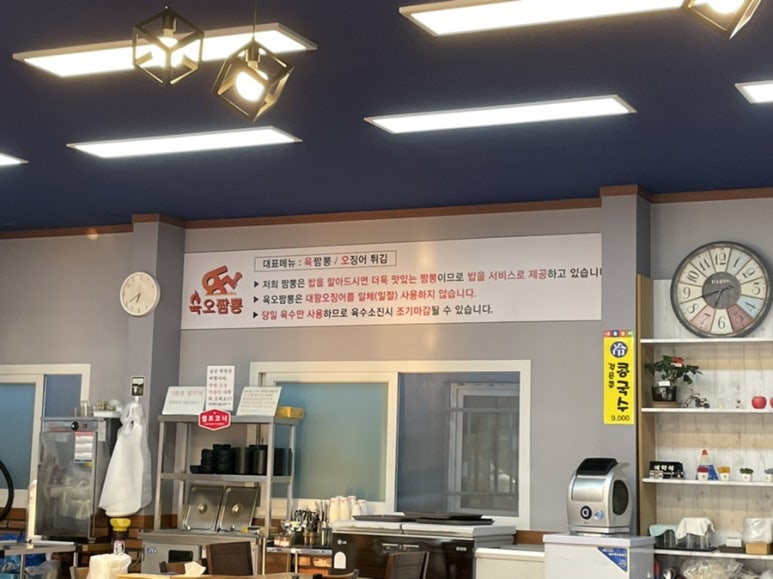 대표메뉴 : 육짬뽕 / 오징어 튀김
육오짬뽕
▶ 저희 짬뽕은 밥을 말아드시면 더욱 맛있는 짬뽕이므로 밥을 서비스로 제공하고 있습니다
▶ 육오짬뽕은 대왕오징어를 일체(일절) 사용하지 않습니다.
▶ 당일 육수만 사용하므로 육수소진시 조기마감될 수 있습니다.
PARIS
冷
검은콩
콩국수
9,000
셀프코너